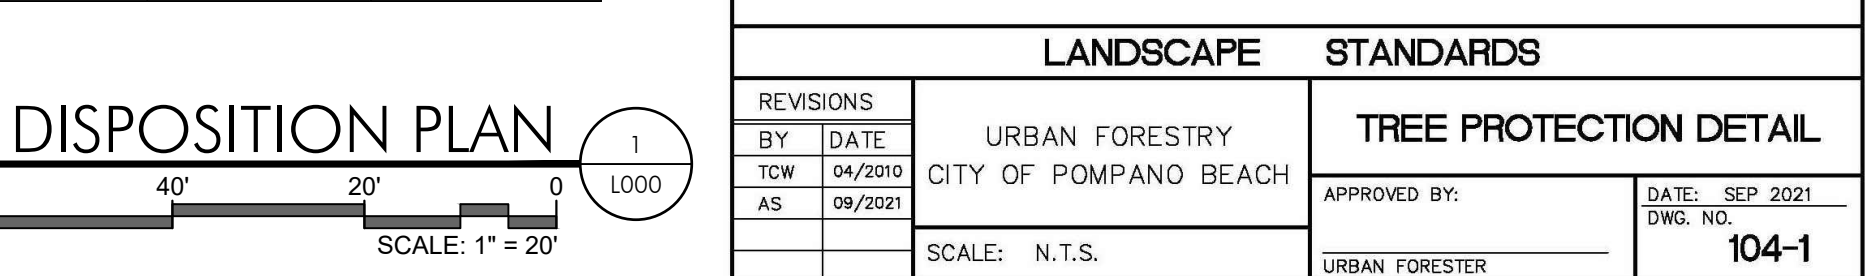 DISPOSITION PLAN
1
L000
40' 20' 0
SCALE: 1" = 20'
LANDSCAPE STANDARDS
REVISIONS
BY DATE
TCW 04/2010
AS 09/2021
URBAN FORESTRY
CITY OF POMPANO BEACH
SCALE: N.T.S.
TREE PROTECTION DETAIL
APPROVED BY:
URBAN FORESTER
DATE: SEP 2021
DWG. NO.
104-1